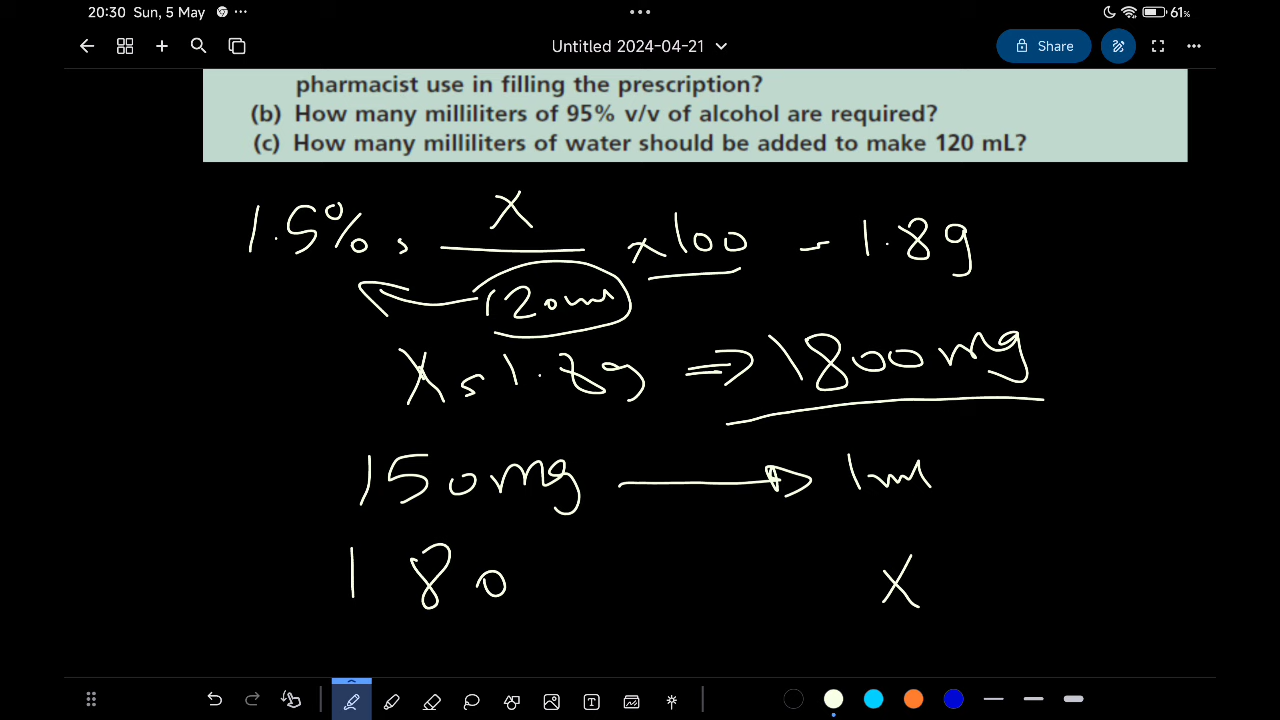 20:30 Sun, 5 May
61%
Untitled 2024-04-21
Share
pharmacist use in filling the prescription?
(b) How many milliliters of 95% v/v of alcohol are required?
(c) How many milliliters of water should be added to make 120 mL?
1.5% = X / 120ml x100 - 1.8g
X = 1.8g ⇒ 1800mg
150mg → 1ml
180 X